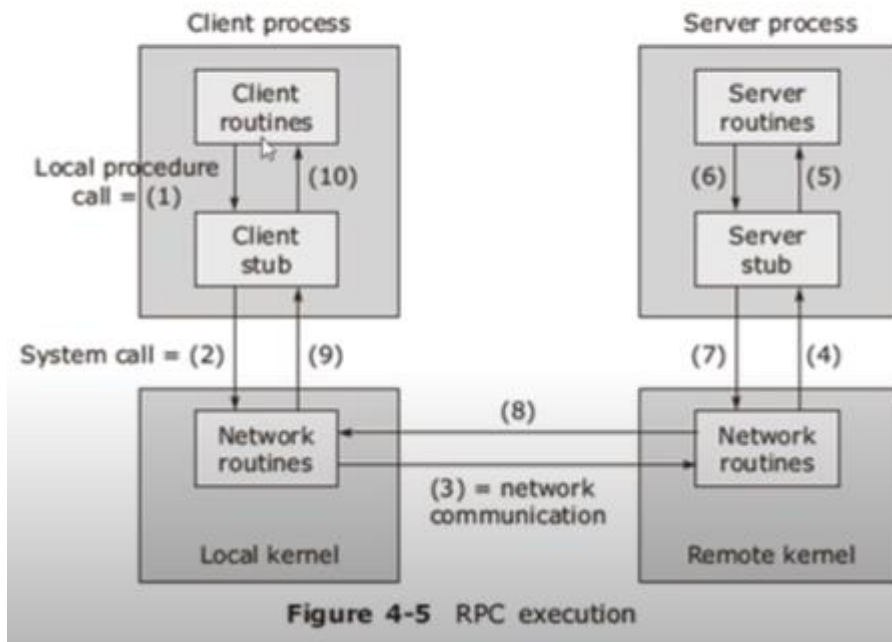 Client process
Server process
Client
routines
Server
routines
Local procedure
call = (1)
(10)
(6)
(5)
Client
stub
Server
stub
System call = (2)
(9)
(7)
(4)
(8)
Network
routines
Network
routines
(3) = network
communication
Local kernel
Remote kernel
Figure 4-5 RPC execution